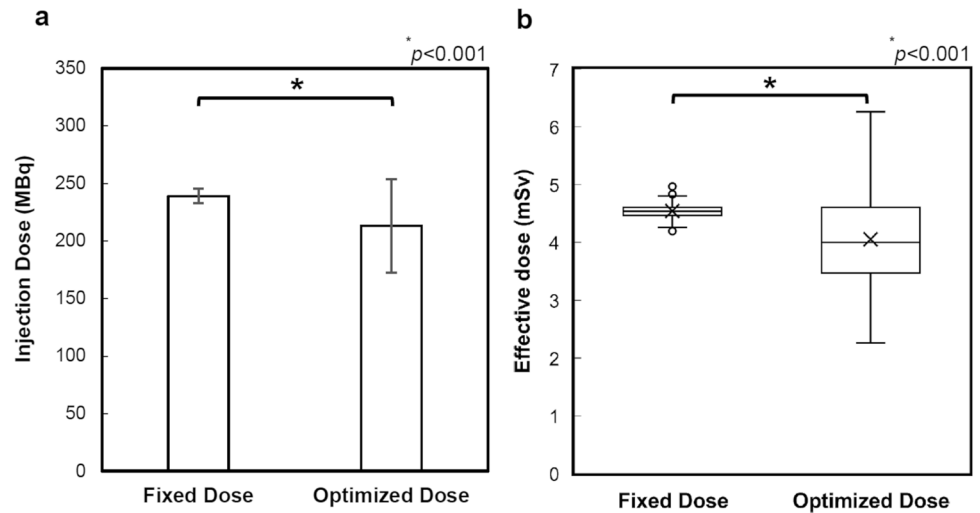 a
*p<0.001
350
300
250
200
150
100
50
0
Injection Dose (MBq)
*
Fixed Dose
Optimized Dose
b
*p<0.001
7
6
5
4
3
2
1
0
Effective dose (mSv)
*
Fixed Dose
Optimized Dose